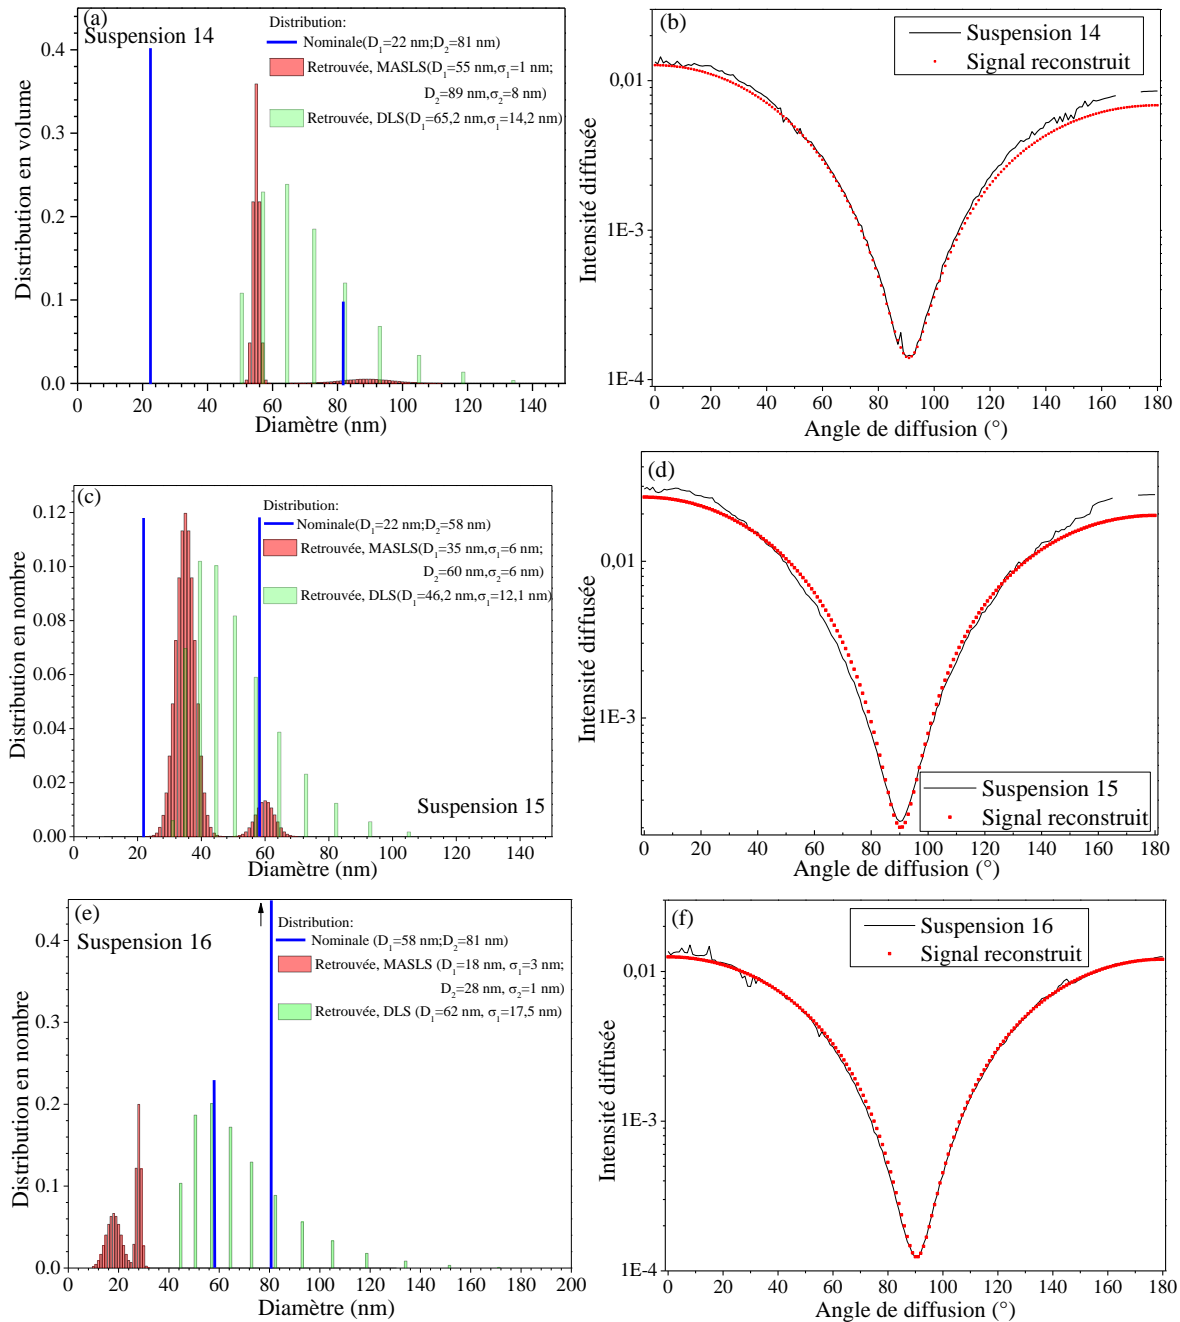 (a)
Suspension 14
Distribution:
Nominale(D₁=22 nm;D₂=81 nm)
Retrouvée, MASLS(D₁=55 nm,σ₁=1 nm;
D₂=89 nm,σ₂=8 nm)
Retrouvée, DLS(D₁=65,2 nm,σ₁=14,2 nm)
Distribution en volume
0.4
0.3
0.2
0.1
0.0
0 20 40 60 80 100 120 140
Diamètre (nm)
(b)
Suspension 14
Signal reconstruit
Intensité diffusée
0,01
1E-3
1E-4
0 20 40 60 80 100 120 140 160 180
Angle de diffusion (°)
(c)
Distribution:
Nominale(D₁=22 nm;D₂=58 nm)
Retrouvée, MASLS(D₁=35 nm,σ₁=6 nm;
D₂=60 nm,σ₂=6 nm)
Retrouvée, DLS(D₁=46,2 nm,σ₁=12,1 nm)
Suspension 15
Distribution en nombre
0.12
0.10
0.08
0.06
0.04
0.02
0.00
0 20 40 60 80 100 120 140
Diamètre (nm)
(d)
Suspension 15
Signal reconstruit
Intensité diffusée
0,01
1E-3
0 20 40 60 80 100 120 140 160 180
Angle de diffusion (°)
(e)
Suspension 16
Distribution:
Nominale (D₁=58 nm;D₂=81 nm)
Retrouvée, MASLS (D₁=18 nm, σ₁=3 nm;
D₂=28 nm, σ₂=1 nm)
Retrouvée, DLS (D₁=62 nm, σ₁=17,5 nm)
Distribution en nombre
0.4
0.3
0.2
0.1
0.0
0 20 40 60 80 100 120 140 160 180 200
Diamètre (nm)
(f)
Suspension 16
Signal reconstruit
Intensité diffusée
0,01
1E-3
1E-4
0 20 40 60 80 100 120 140 160 180
Angle de diffusion (°)